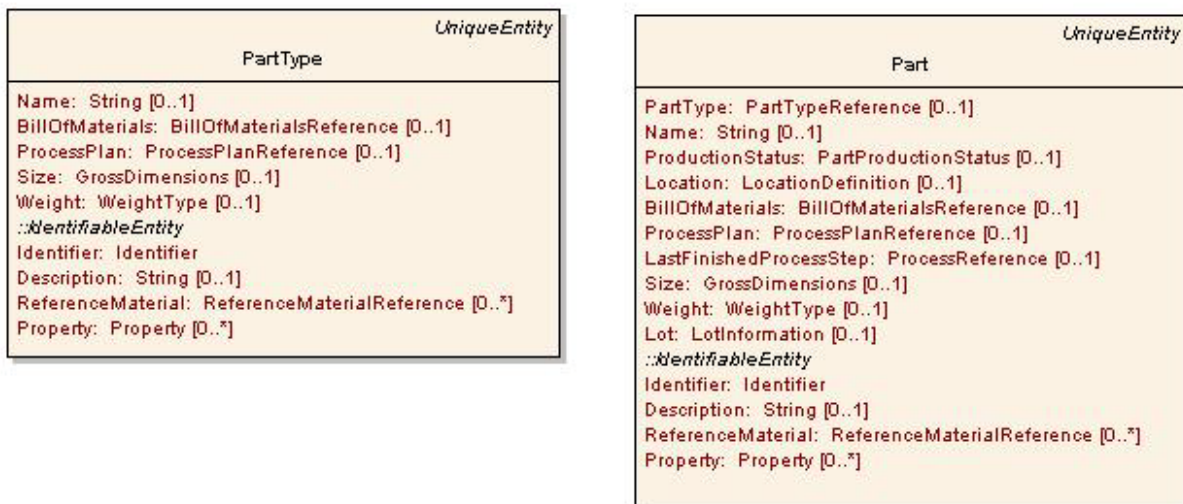 UniqueEntity
PartType
Name: String [0..1]
BillOfMaterials: BillOfMaterialsReference [0..1]
ProcessPlan: ProcessPlanReference [0..1]
Size: GrossDimensions [0..1]
Weight: WeightType [0..1]
::IdentifiableEntity
Identifier: Identifier
Description: String [0..1]
ReferenceMaterial: ReferenceMaterialReference [0..*]
Property: Property [0..*]
UniqueEntity
Part
PartType: PartTypeReference [0..1]
Name: String [0..1]
ProductionStatus: PartProductionStatus [0..1]
Location: LocationDefinition [0..1]
BillOfMaterials: BillOfMaterialsReference [0..1]
ProcessPlan: ProcessPlanReference [0..1]
LastFinishedProcessStep: ProcessReference [0..1]
Size: GrossDimensions [0..1]
Weight: WeightType [0..1]
Lot: LotInformation [0..1]
::IdentifiableEntity
Identifier: Identifier
Description: String [0..1]
ReferenceMaterial: ReferenceMaterialReference [0..*]
Property: Property [0..*]